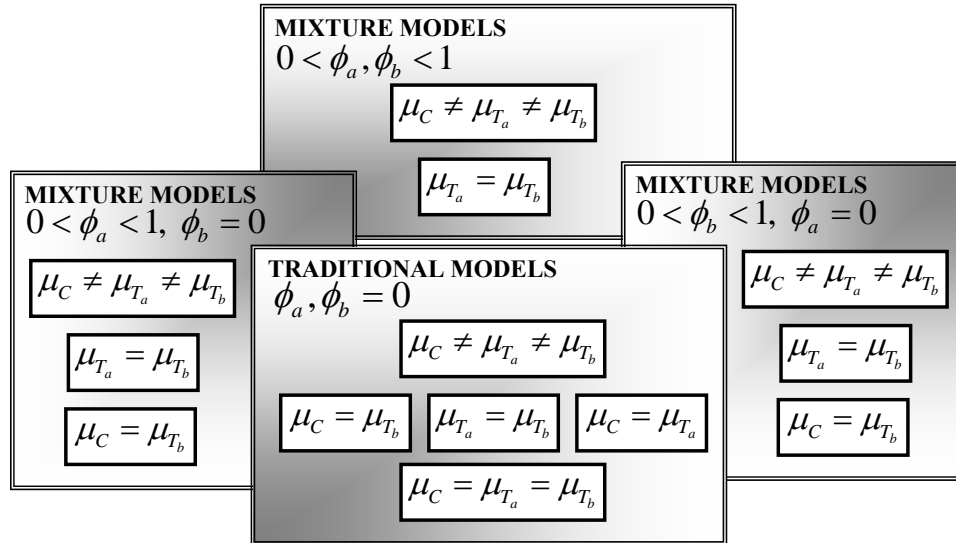 MIXTURE MODELS
0 < ϕ_a, ϕ_b < 1
μ_C ≠ μ_{T_a} ≠ μ_{T_b}
μ_{T_a} = μ_{T_b}
MIXTURE MODELS
0 < ϕ_a < 1, ϕ_b = 0
μ_C ≠ μ_{T_a} ≠ μ_{T_b}
μ_{T_a} = μ_{T_b}
μ_C = μ_{T_b}
TRADITIONAL MODELS
ϕ_a, ϕ_b = 0
μ_C ≠ μ_{T_a} ≠ μ_{T_b}
μ_C = μ_{T_b} μ_{T_a} = μ_{T_b} μ_C = μ_{T_a}
μ_C = μ_{T_a} = μ_{T_b}
MIXTURE MODELS
0 < ϕ_b < 1, ϕ_a = 0
μ_C ≠ μ_{T_a} ≠ μ_{T_b}
μ_{T_a} = μ_{T_b}
μ_C = μ_{T_b}